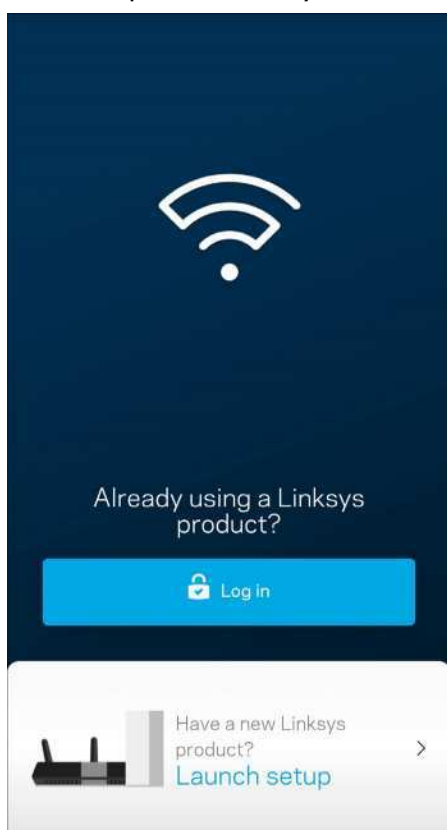 Already using a Linksys
product?
Log in
Have a new Linksys
product?
Launch setup